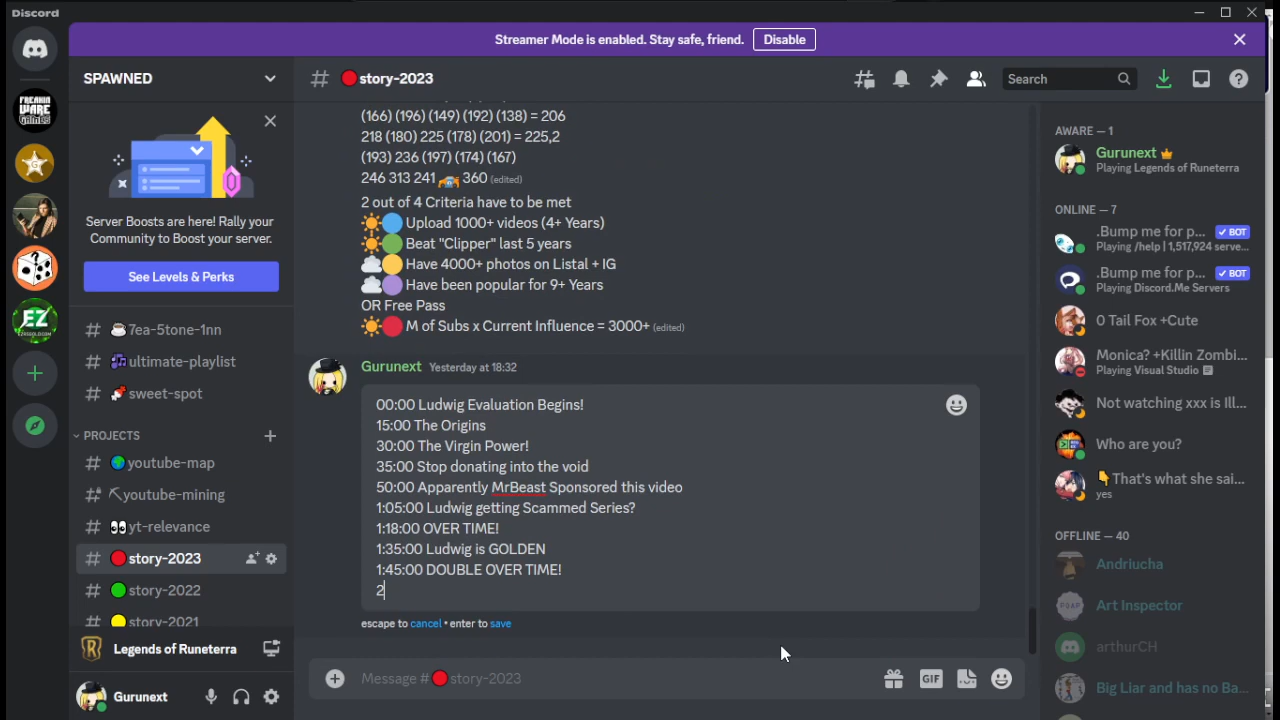 Discord
Streamer Mode is enabled. Stay safe, friend. Disable
SPAWNED
story-2023
Search
FREAKIN
WARE
GAMES
EZ
Server Boosts are here! Rally your
Community to Boost your server.
See Levels & Perks
7ea-5tone-1nn
ultimate-playlist
sweet-spot
PROJECTS
youtube-map
youtube-mining
yt-relevance
story-2023
story-2022
story-2021
Legends of Runeterra
Gurunext
(166) (196) (149) (192) (138) = 206
218 (180) 225 (178) (201) = 225,2
(193) 236 (197) (174) (167)
246 313 241 360 (edited)
2 out of 4 Criteria have to be met
Upload 1000+ videos (4+ Years)
Beat "Clipper" last 5 years
Have 4000+ photos on Listal + IG
Have been popular for 9+ Years
OR Free Pass
M of Subs x Current Influence = 3000+ (edited)
Gurunext Yesterday at 18:32
00:00 Ludwig Evaluation Begins!
15:00 The Origins
30:00 The Virgin Power!
35:00 Stop donating into the void
50:00 Apparently MrBeast Sponsored this video
1:05:00 Ludwig getting Scammed Series?
1:18:00 OVER TIME!
1:35:00 Ludwig is GOLDEN
1:45:00 DOUBLE OVER TIME!
2
escape to cancel • enter to save
Message # story-2023
GIF
AWARE — 1
Gurunext
Playing Legends of Runeterra
ONLINE — 7
.Bump me for p... BOT
Playing /help | 1,517,924 serve...
.Bump me for p... BOT
Playing Discord.Me Servers
0 Tail Fox +Cute
Monica? +Killin Zombi...
Playing Visual Studio
Not watching xxx is Ill...
Who are you?
That's what she sai...
yes
OFFLINE — 40
Andriucha
Art Inspector
arthurCH
Big Liar and has no Ba...